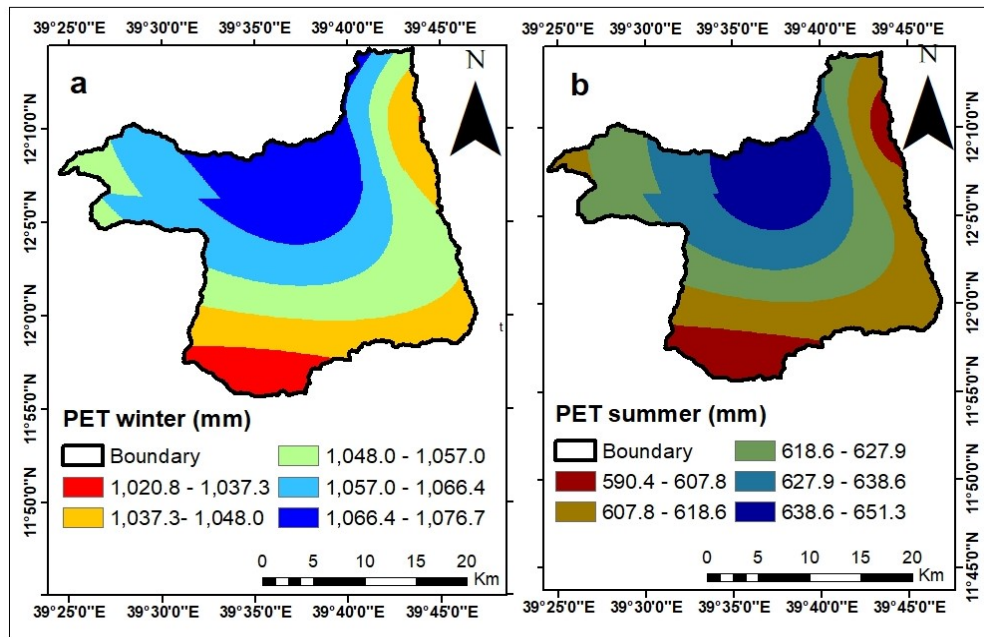 39°25'0"E 39°30'0"E 39°35'0"E 39°40'0"E 39°45'0"E
a
N
12°10'0"N
12°5'0"N
12°0'0"N
11°55'0"N
11°50'0"N
t
PET winter (mm)
Boundary
1,020.8 - 1,037.3
1,037.3- 1,048.0
1,048.0 - 1,057.0
1,057.0 - 1,066.4
1,066.4 - 1,076.7
0 5 10 15 20
Km
39°25'0"E 39°30'0"E 39°35'0"E 39°40'0"E 39°45'0"E
39°25'0"E 39°30'0"E 39°35'0"E 39°40'0"E 39°45'0"E
b
N
12°10'0"N
12°5'0"N
12°0'0"N
11°55'0"N
11°50'0"N
11°45'0"N
PET summer (mm)
Boundary
590.4 - 607.8
607.8 - 618.6
618.6 - 627.9
627.9 - 638.6
638.6 - 651.3
0 5 10 15 20
Km
39°25'0"E 39°30'0"E 39°35'0"E 39°40'0"E 39°45'0"E